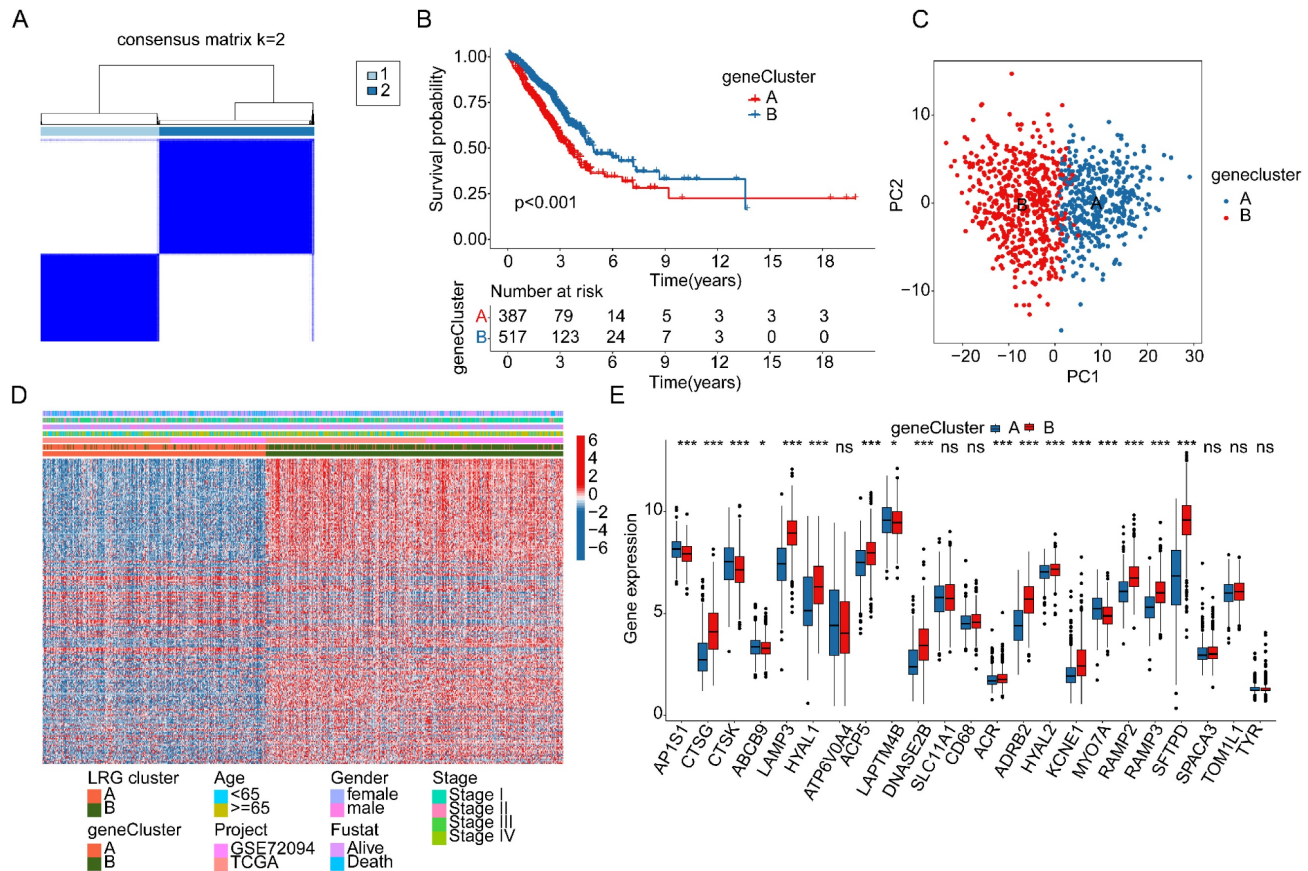 A
consensus matrix k=2
1
2
B
Survival probability
1.00
0.75
0.50
0.25
0.00
geneCluster
A
B
p<0.001
0 3 6 9 12 15 18
Time(years)
geneCluster
Number at risk
A 387 79 14 5 3 3 3
B 517 123 24 7 3 0 0
0 3 6 9 12 15 18
Time(years)
C
PC2
10
0
−10
B
A
−20 −10 0 10 20 30
PC1
genecluster
A
B
D
6
4
2
0
−2
−4
−6
LRG cluster
A
B
geneCluster
A
B
Age
<65
>=65
Project
GSE72094
TCGA
Gender
female
male
Fustat
Alive
Death
Stage
Stage I
Stage II
Stage III
Stage IV
E
geneCluster A B
*** *** *** * *** *** ns *** * *** ns ns *** *** *** *** *** *** *** *** ns ns ns
Gene expression
10
5
0
AP1S1
CTSG
CTSK
ABCB9
LAMP3
HYAL1
ATP6V0A4
ACP5
LAPTM4B
DNASE2B
SLC11A1
CD68
ACR
ADRB2
HYAL2
KCNE1
MYO7A
RAMP2
RAMP3
SFTPD
SPACA3
TOM1L1
TYR